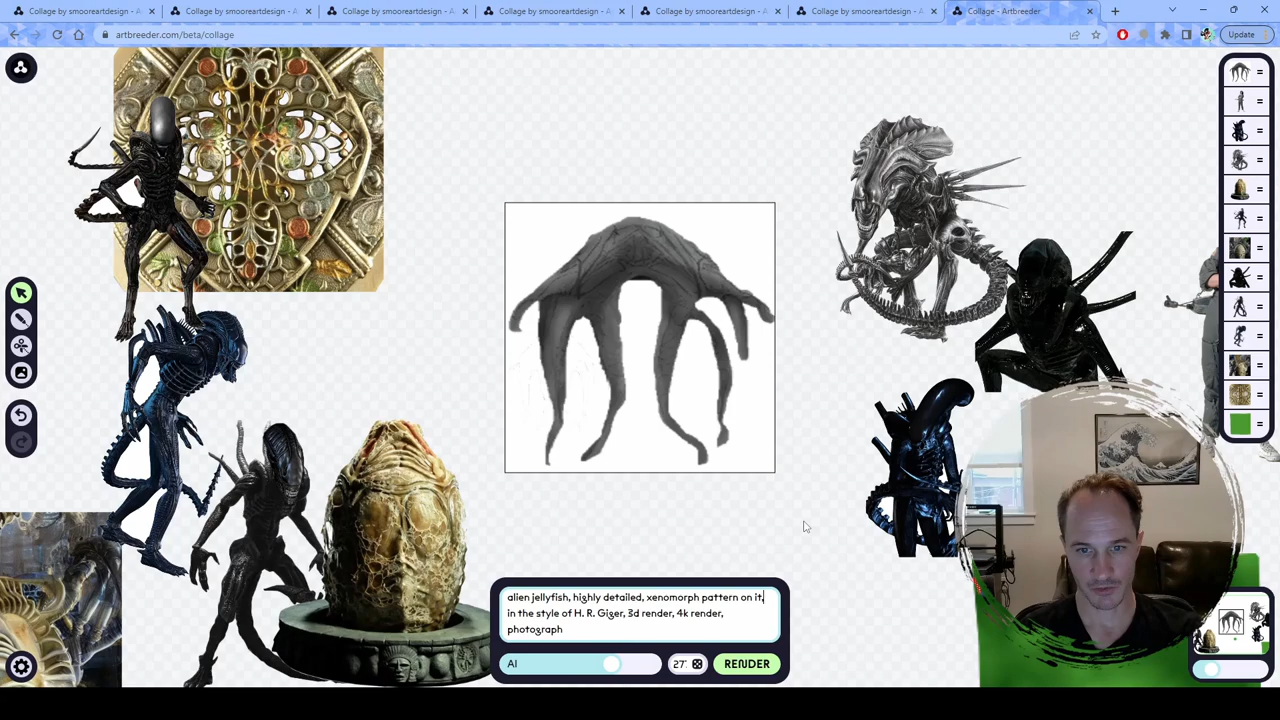 Collage by smooreartdesign - A
Collage by smooreartdesign - A
Collage by smooreartdesign - A
Collage by smooreartdesign - A
Collage by smooreartdesign - A
Collage by smooreartdesign - A
Collage - Artbreeder
artbreeder.com/beta/collage
Update
alien jellyfish, highly detailed, xenomorph pattern on it,
in the style of H. R. Giger, 3d render, 4k render,
photograph
AI
27
RENDER